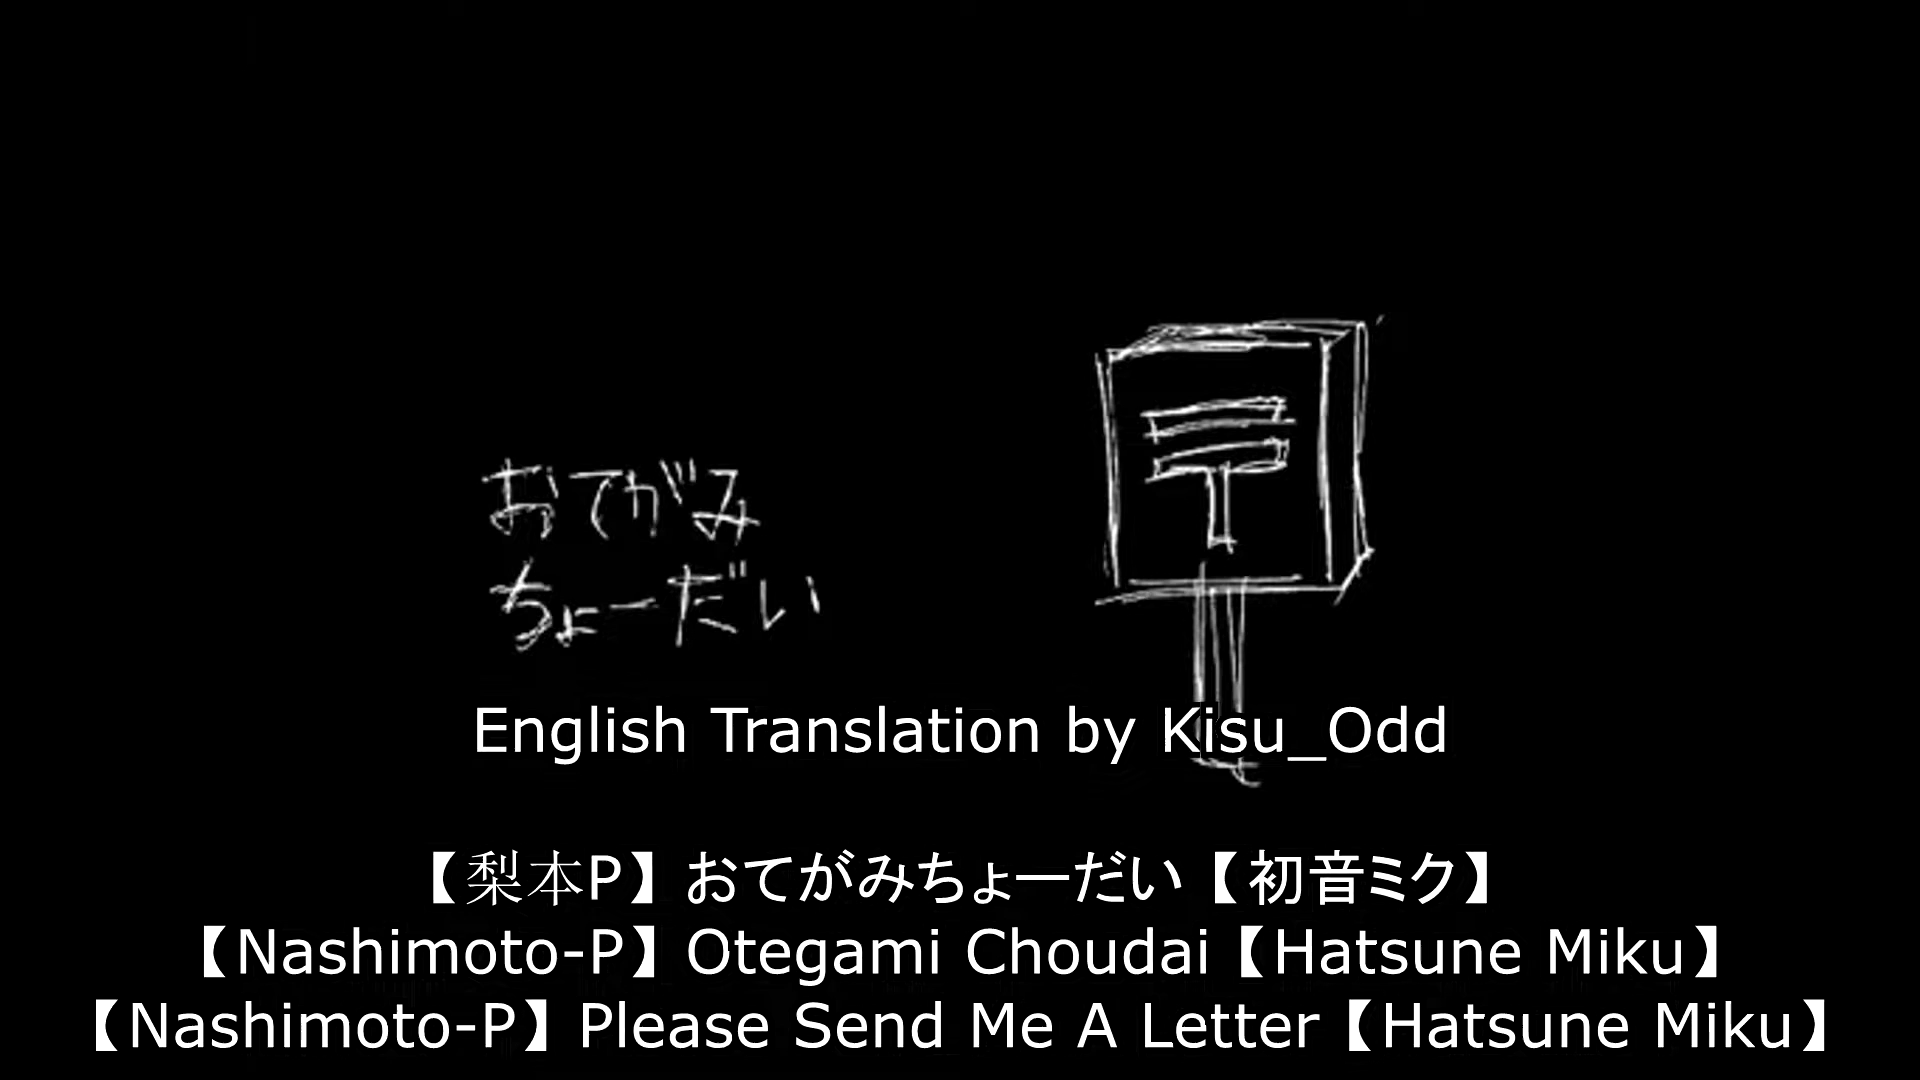 おてがみ
ちょーだい
〒
English Translation by Kisu_Odd
【梨本P】おてがみちょーだい【初音ミク】
【Nashimoto-P】Otegami Choudai【Hatsune Miku】
【Nashimoto-P】Please Send Me A Letter【Hatsune Miku】